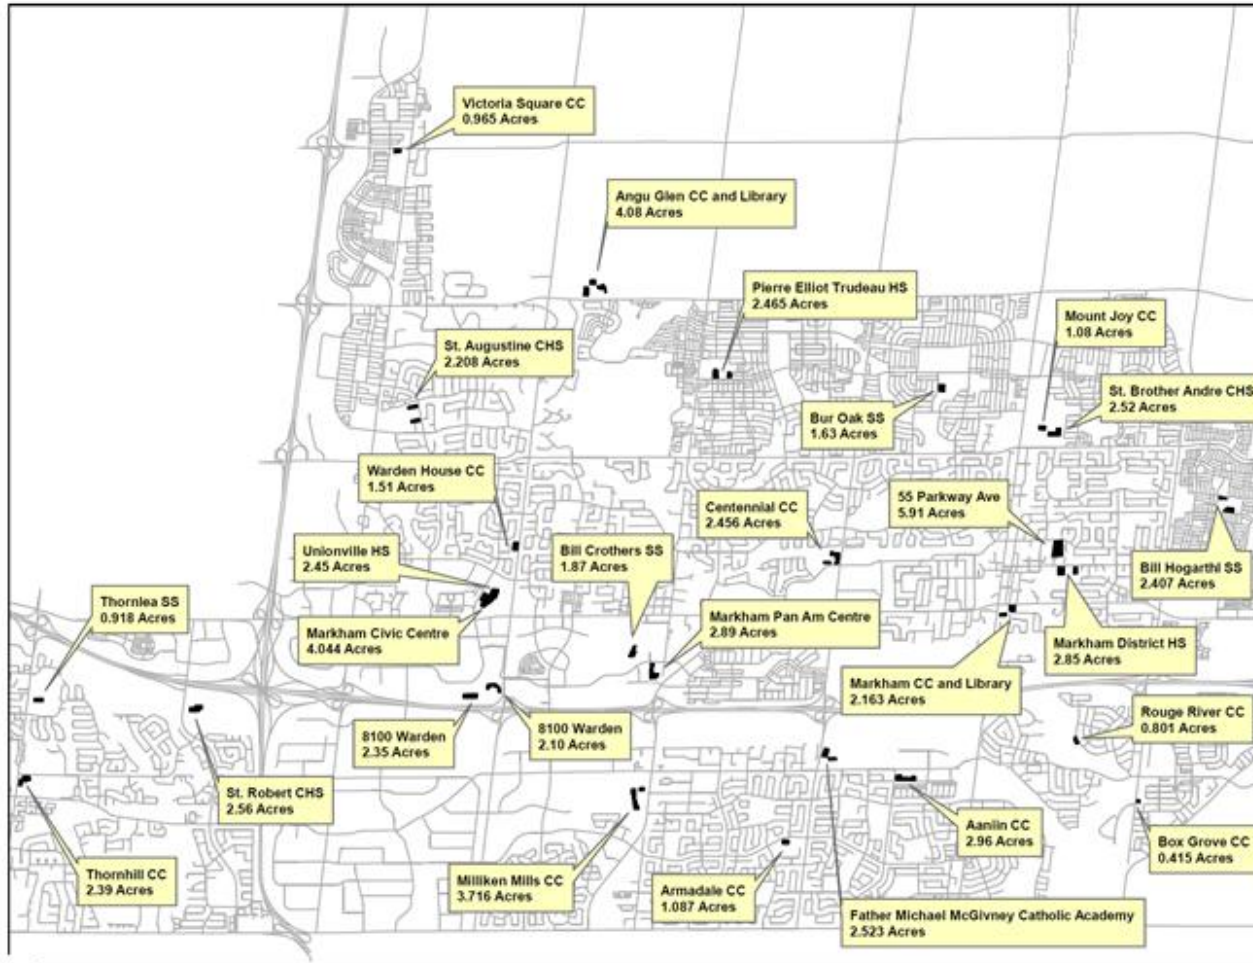 Victoria Square CC
0.965 Acres
Angu Glen CC and Library
4.08 Acres
Pierre Elliot Trudeau HS
2.465 Acres
Mount Joy CC
1.08 Acres
St. Augustine CHS
2.208 Acres
St. Brother Andre CHS
2.52 Acres
Bur Oak SS
1.63 Acres
Warden House CC
1.51 Acres
Centennial CC
2.456 Acres
55 Parkway Ave
5.91 Acres
Unionville HS
2.45 Acres
Bill Crothers SS
1.87 Acres
Bill Hogarthl SS
2.407 Acres
Thornlea SS
0.918 Acres
Markham Civic Centre
4.044 Acres
Markham Pan Am Centre
2.89 Acres
Markham District HS
2.85 Acres
Markham CC and Library
2.163 Acres
Rouge River CC
0.801 Acres
8100 Warden
2.35 Acres
8100 Warden
2.10 Acres
St. Robert CHS
2.56 Acres
Aaniin CC
2.96 Acres
Box Grove CC
0.415 Acres
Thornhill CC
2.39 Acres
Milliken Mills CC
3.716 Acres
Armadale CC
1.087 Acres
Father Michael McGivney Catholic Academy
2.523 Acres